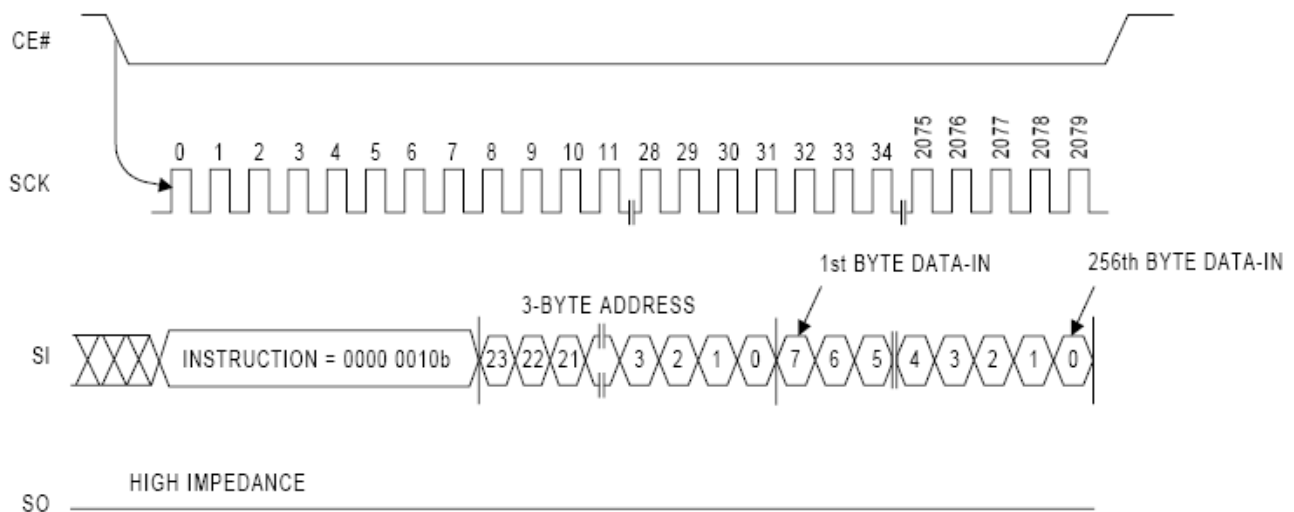 CE#
0 1 2 3 4 5 6 7 8 9 10 11 28 29 30 31 32 33 34 2075 2076 2077 2078 2079
SCK
1st BYTE DATA-IN 256th BYTE DATA-IN
3-BYTE ADDRESS
SI INSTRUCTION = 0000 0010b 23 22 21 3 2 1 0 7 6 5 4 3 2 1 0
HIGH IMPEDANCE
SO